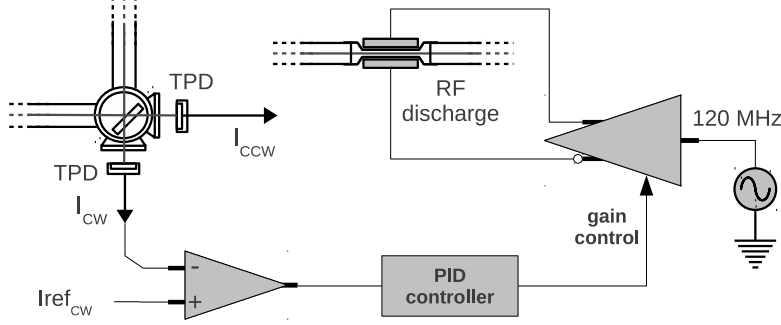 TPD
I CCW
TPD
I CW
RF
discharge
120 MHz
gain
control
-
+
Iref CW
PID
controller